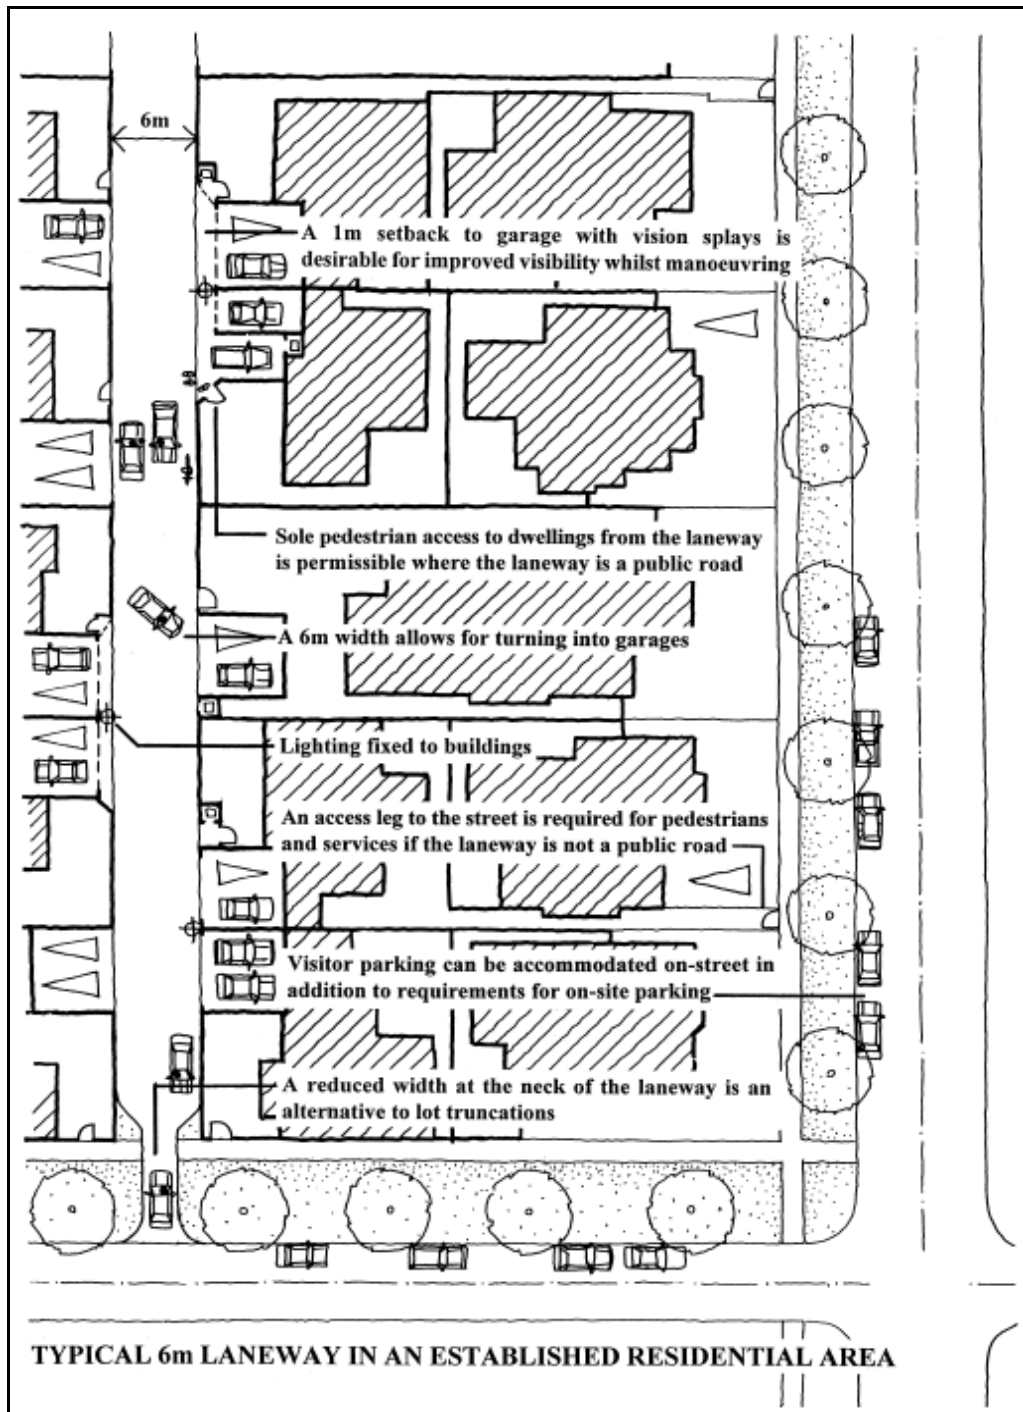 6m
A 1m setback to garage with vision splays is
desirable for improved visibility whilst manoeuvring
Sole pedestrian access to dwellings from the laneway
is permissible where the laneway is a public road
A 6m width allows for turning into garages
Lighting fixed to buildings
An access leg to the street is required for pedestrians
and services if the laneway is not a public road
Visitor parking can be accommodated on-street in
addition to requirements for on-site parking
A reduced width at the neck of the laneway is an
alternative to lot truncations
TYPICAL 6m LANEWAY IN AN ESTABLISHED RESIDENTIAL AREA